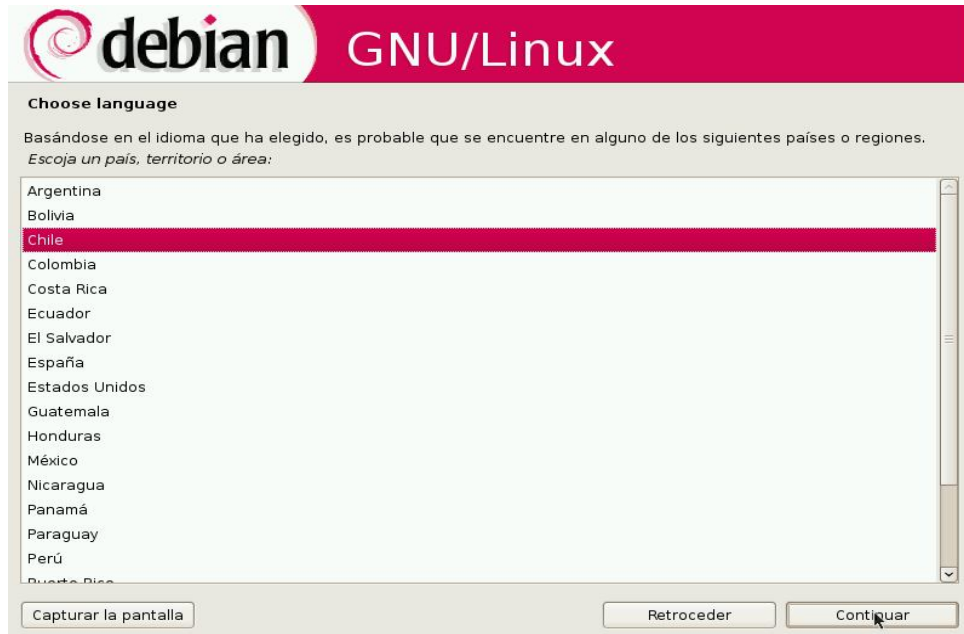 debian GNU/Linux
Choose language
Basándose en el idioma que ha elegido, es probable que se encuentre en alguno de los siguientes países o regiones.
Escoja un país, territorio o área:
Argentina
Bolivia
Chile
Colombia
Costa Rica
Ecuador
El Salvador
España
Estados Unidos
Guatemala
Honduras
México
Nicaragua
Panamá
Paraguay
Perú
Puerto Rico
Capturar la pantalla Retroceder Continuar